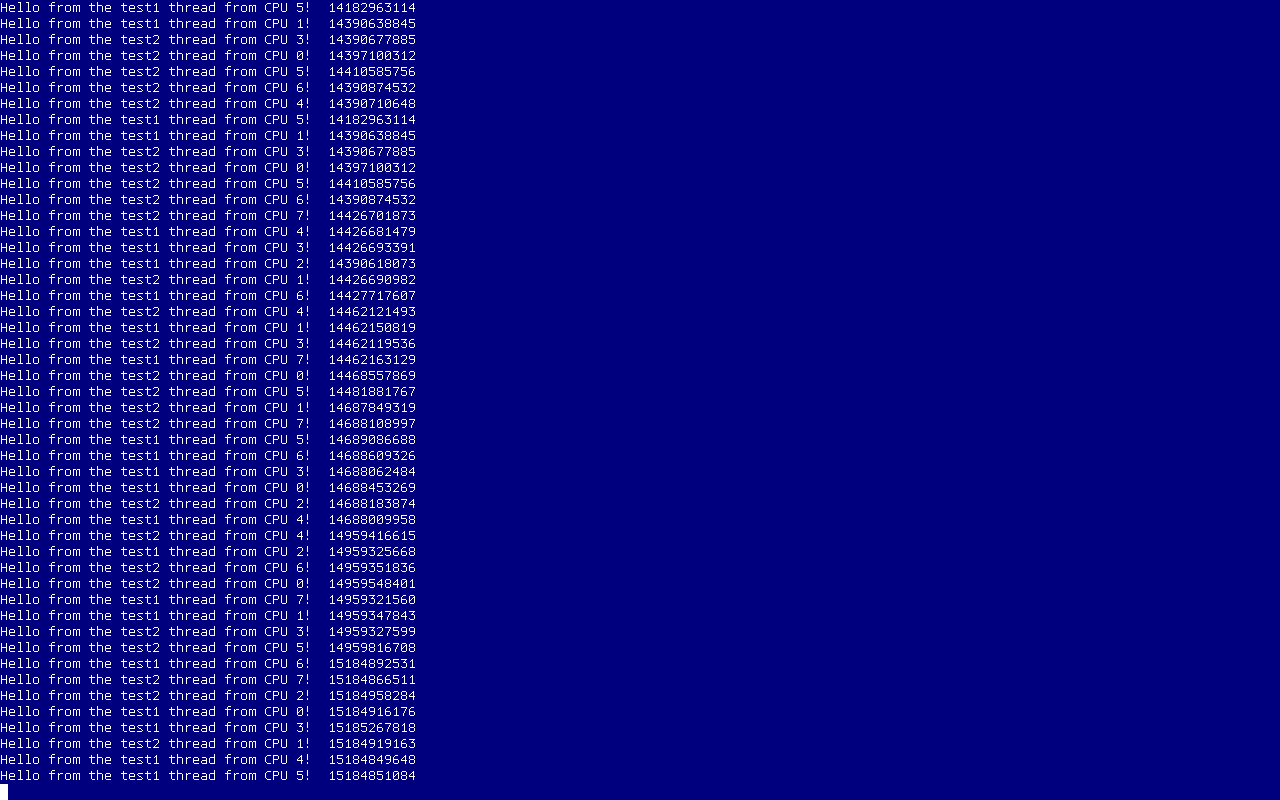 Hello from the test1 thread from CPU 5!  14182963114
Hello from the test1 thread from CPU 1!  14390638845
Hello from the test2 thread from CPU 3!  14390677885
Hello from the test2 thread from CPU 0!  14397100312
Hello from the test2 thread from CPU 5!  14410585756
Hello from the test2 thread from CPU 6!  14390874532
Hello from the test2 thread from CPU 4!  14390710648
Hello from the test1 thread from CPU 5!  14182963114
Hello from the test1 thread from CPU 1!  14390638845
Hello from the test2 thread from CPU 3!  14390677885
Hello from the test2 thread from CPU 0!  14397100312
Hello from the test2 thread from CPU 5!  14410585756
Hello from the test2 thread from CPU 6!  14390874532
Hello from the test2 thread from CPU 7!  14426701873
Hello from the test1 thread from CPU 4!  14426681479
Hello from the test1 thread from CPU 3!  14426693391
Hello from the test1 thread from CPU 2!  14390618073
Hello from the test2 thread from CPU 1!  14426690982
Hello from the test1 thread from CPU 6!  14427717607
Hello from the test2 thread from CPU 4!  14462121493
Hello from the test1 thread from CPU 1!  14462150819
Hello from the test2 thread from CPU 3!  14462119536
Hello from the test1 thread from CPU 7!  14462163129
Hello from the test2 thread from CPU 0!  14468557869
Hello from the test2 thread from CPU 5!  14481881767
Hello from the test2 thread from CPU 1!  14687849319
Hello from the test2 thread from CPU 7!  14688108997
Hello from the test1 thread from CPU 5!  14689086688
Hello from the test1 thread from CPU 6!  14688609326
Hello from the test2 thread from CPU 3!  14688062484
Hello from the test1 thread from CPU 0!  14688453269
Hello from the test2 thread from CPU 2!  14688183874
Hello from the test1 thread from CPU 4!  14688009958
Hello from the test2 thread from CPU 4!  14959416615
Hello from the test1 thread from CPU 2!  14959325668
Hello from the test2 thread from CPU 6!  14959351836
Hello from the test2 thread from CPU 0!  14959548401
Hello from the test1 thread from CPU 7!  14959321560
Hello from the test1 thread from CPU 1!  14959347843
Hello from the test2 thread from CPU 3!  14959327599
Hello from the test2 thread from CPU 5!  14959816708
Hello from the test1 thread from CPU 6!  15184892531
Hello from the test2 thread from CPU 7!  15184866511
Hello from the test2 thread from CPU 2!  15184958284
Hello from the test1 thread from CPU 0!  15184916176
Hello from the test1 thread from CPU 3!  15185267818
Hello from the test2 thread from CPU 1!  15184919163
Hello from the test1 thread from CPU 4!  15184849648
Hello from the test1 thread from CPU 5!  15184851084